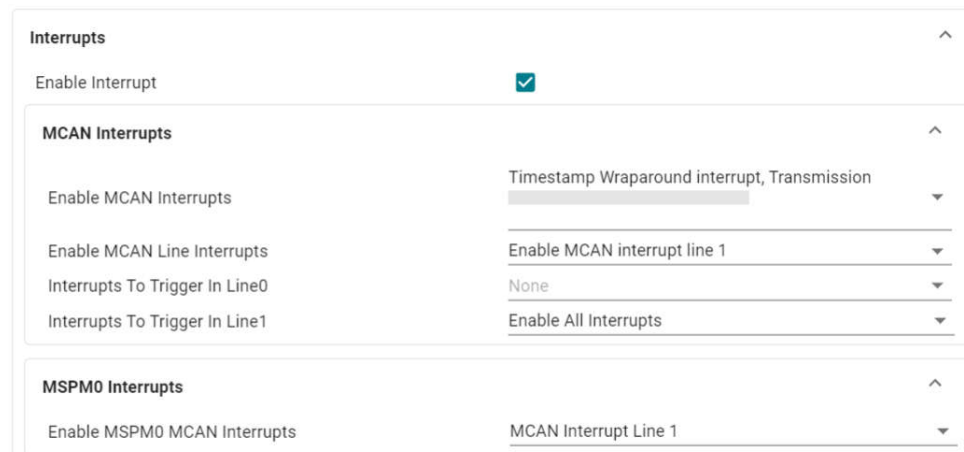 Interrupts
Enable Interrupt
MCAN Interrupts
Enable MCAN Interrupts
Timestamp Wraparound interrupt, Transmission
Enable MCAN Line Interrupts Enable MCAN interrupt line 1
Interrupts To Trigger In Line0 None
Interrupts To Trigger In Line1 Enable All Interrupts
MSPM0 Interrupts
Enable MSPM0 MCAN Interrupts MCAN Interrupt Line 1